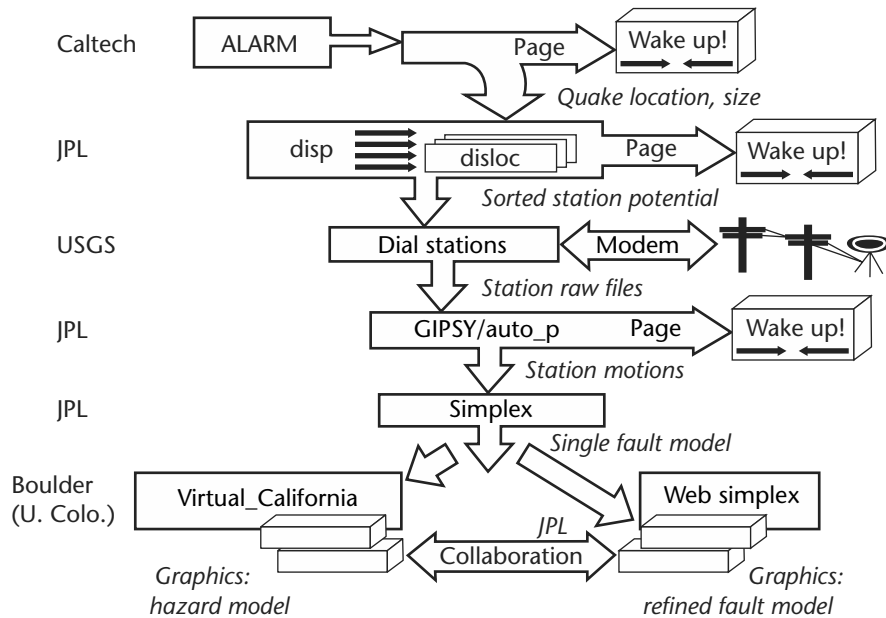 Caltech
ALARM
Page
Wake up!
Quake location, size
JPL
disp
disloc
Page
Wake up!
Sorted station potential
USGS
Dial stations
Modem
Station raw files
JPL
GIPSY/auto_p
Page
Wake up!
Station motions
JPL
Simplex
Single fault model
Boulder
(U. Colo.)
Virtual_California
Web simplex
JPL
Collaboration
Graphics:
hazard model
Graphics:
refined fault model